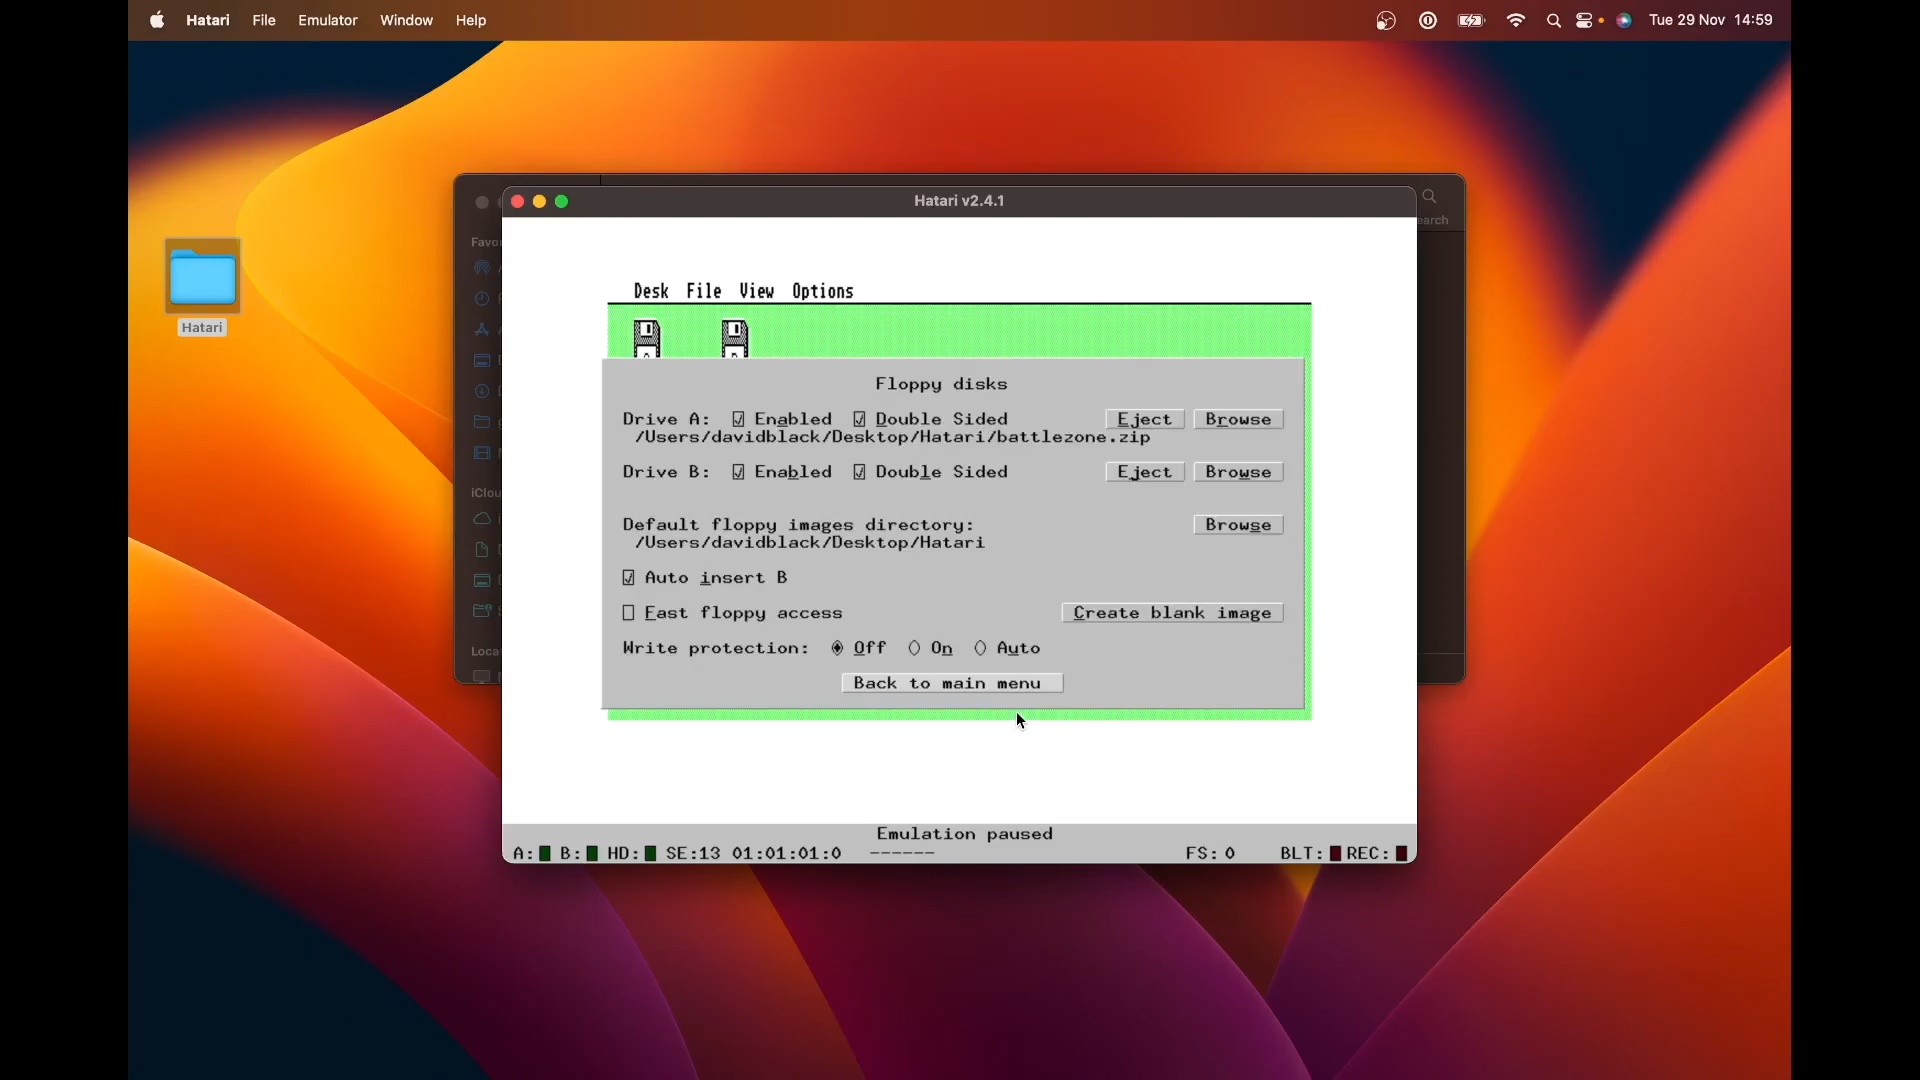 Hatari File Emulator Window Help
Tue 29 Nov 14:59
Hatari v2.4.1
earch
Favo
Desk File View Options
Hatari
Floppy disks
Drive A: Enabled Double Sided Eject Browse
/Users/davidblack/Desktop/Hatari/battlezone.zip
Drive B: Enabled Double Sided Eject Browse
iClou
Default floppy images directory: Browse
/Users/davidblack/Desktop/Hatari
Auto insert B
Fast floppy access Create blank image
Write protection: Off On Auto
Loca
Back to main menu
Emulation paused
A: B: HD: SE:13 01:01:01:0 ------ FS: 0 BLT: REC: